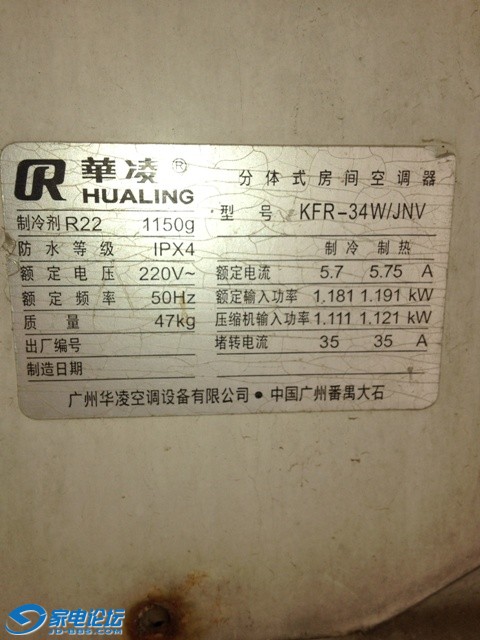 華凌®
HUALING
分体式房间空调器
制冷剂 R22 1150g
型号 KFR-34W/JNV
防水等级 IPX4
制冷 制热
额定电压 220V~
额定电流 5.7 5.75 A
额定频率 50Hz
额定输入功率 1.181 1.191 kW
质量 47kg
压缩机输入功率 1.111 1.121 kW
出厂编号
堵转电流 35 35 A
制造日期
广州华凌空调设备有限公司•中国广州番禺大石
家电论坛
JD-BBS.COM